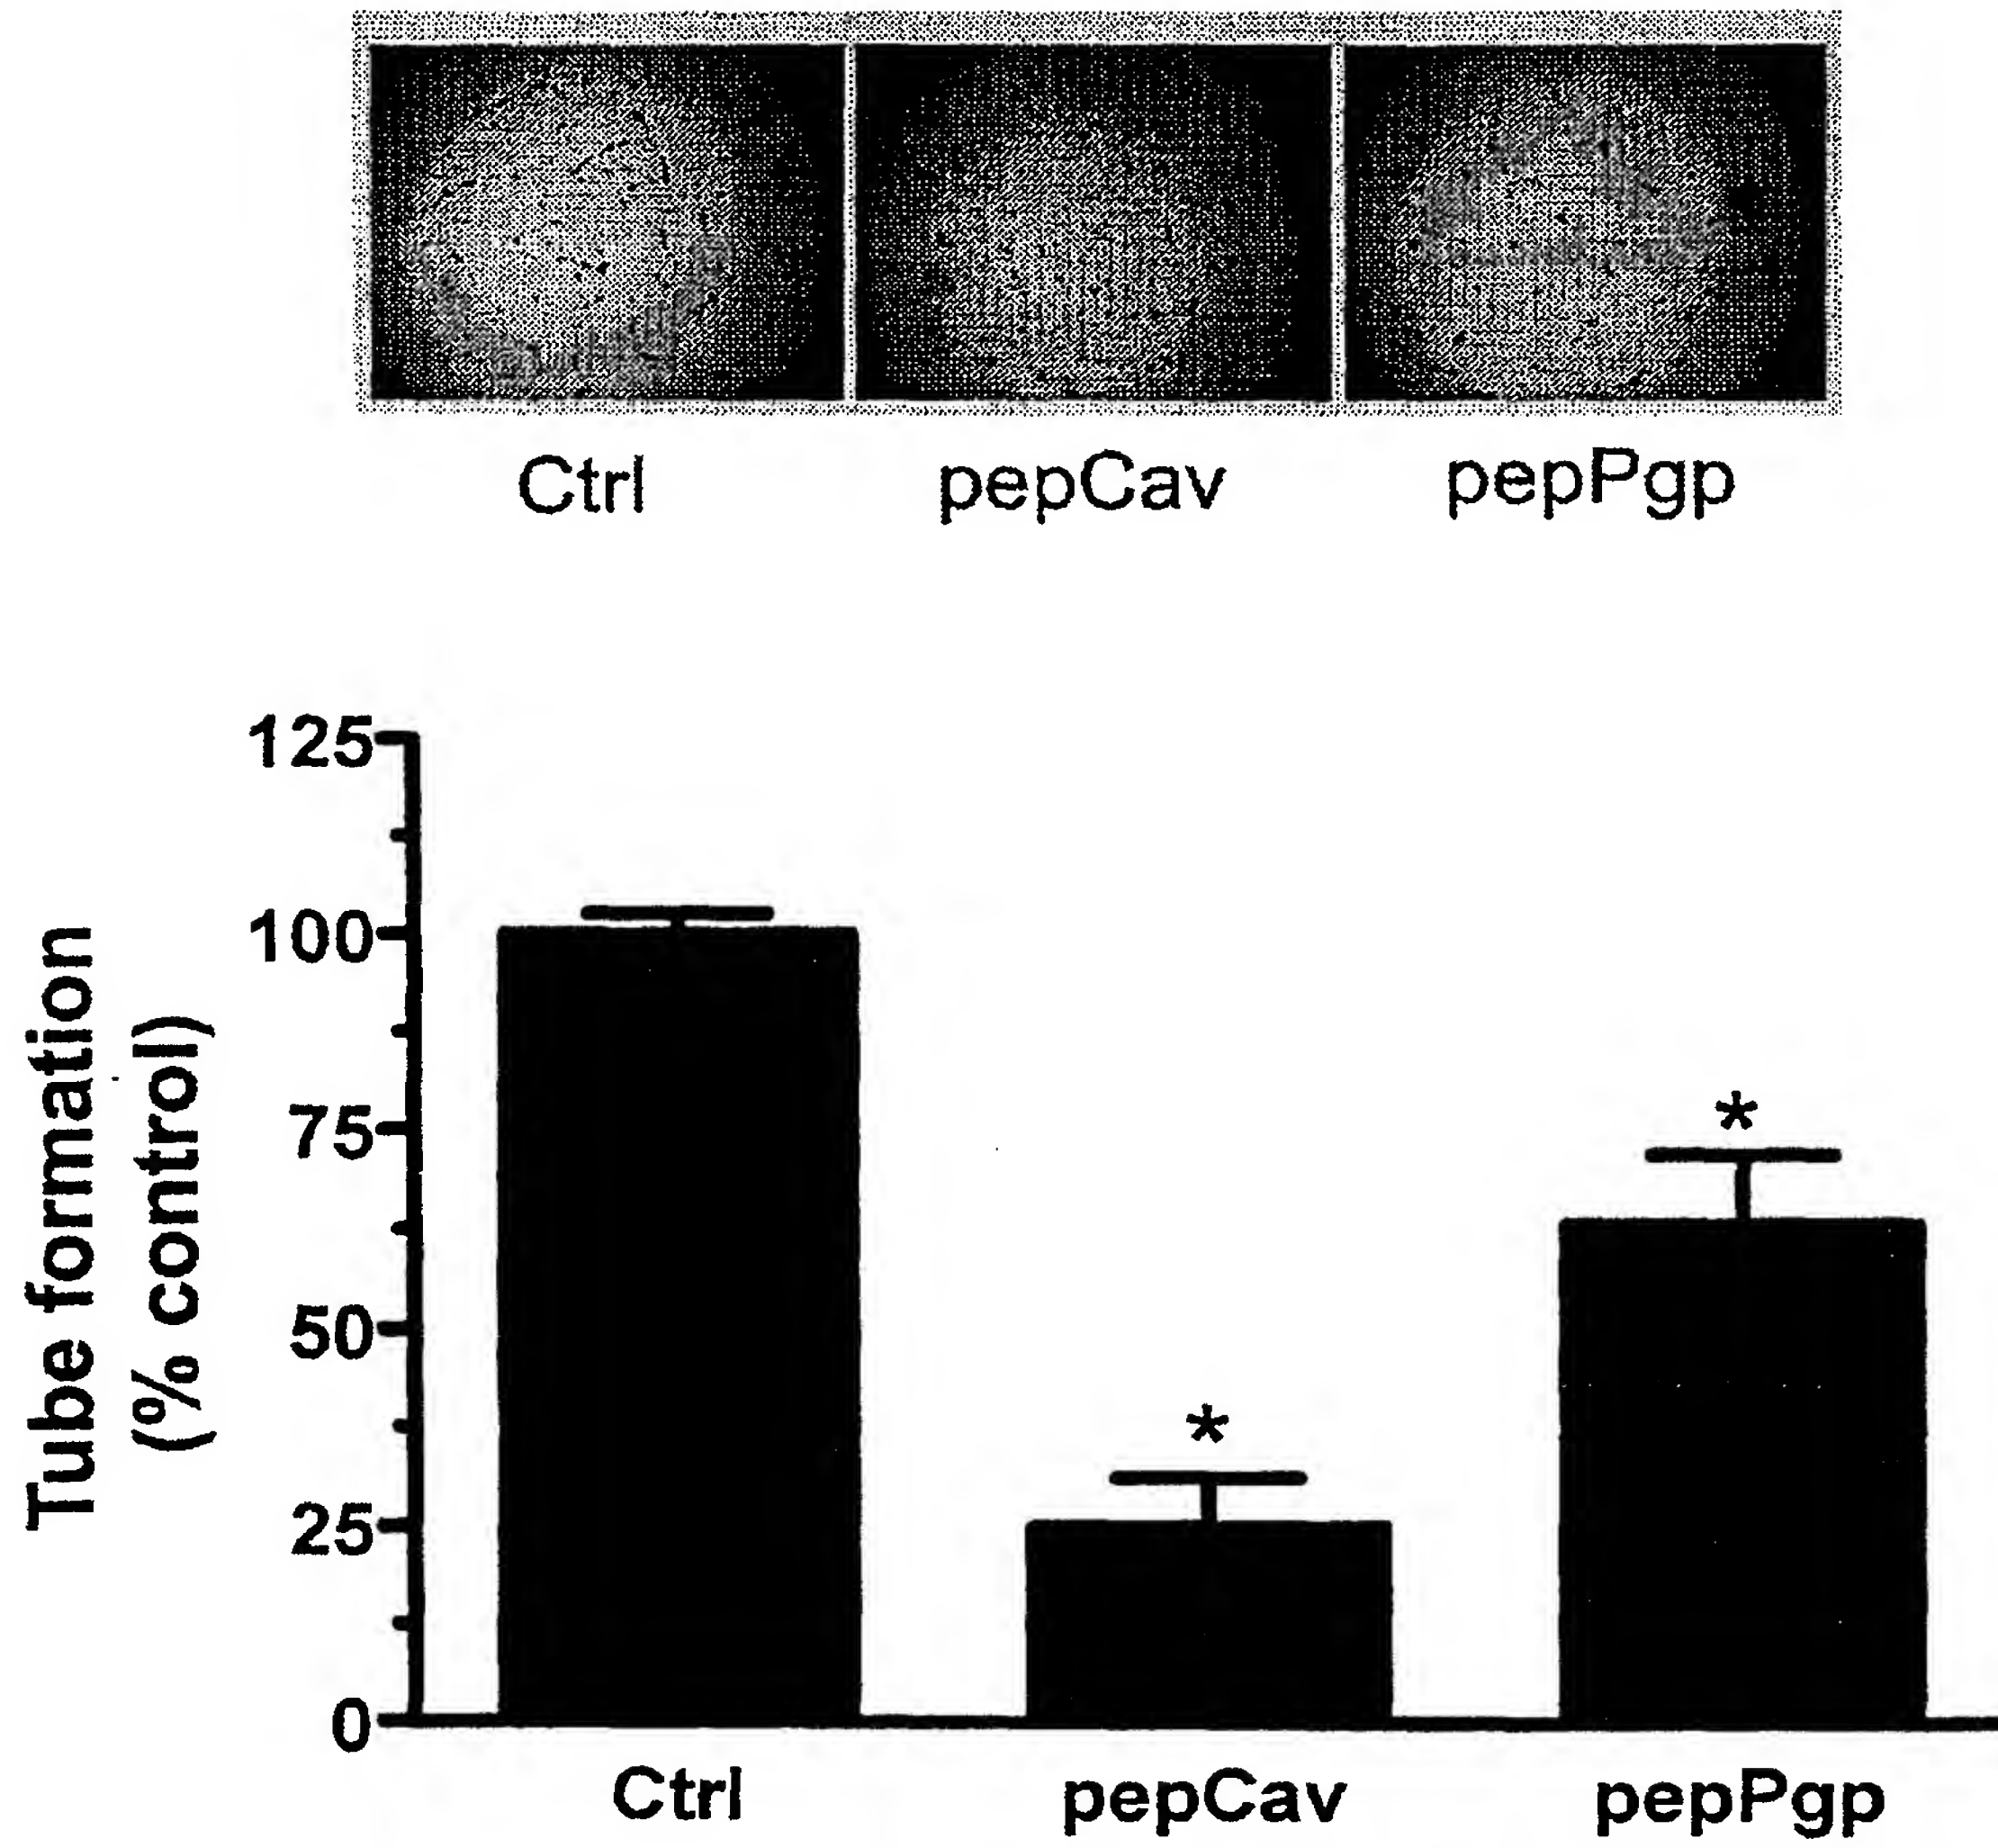 Ctrl pepCav pepPgp
Tube formation
(% control)
125
100
75
*
50
*
25
0
Ctrl pepCav pepPgp